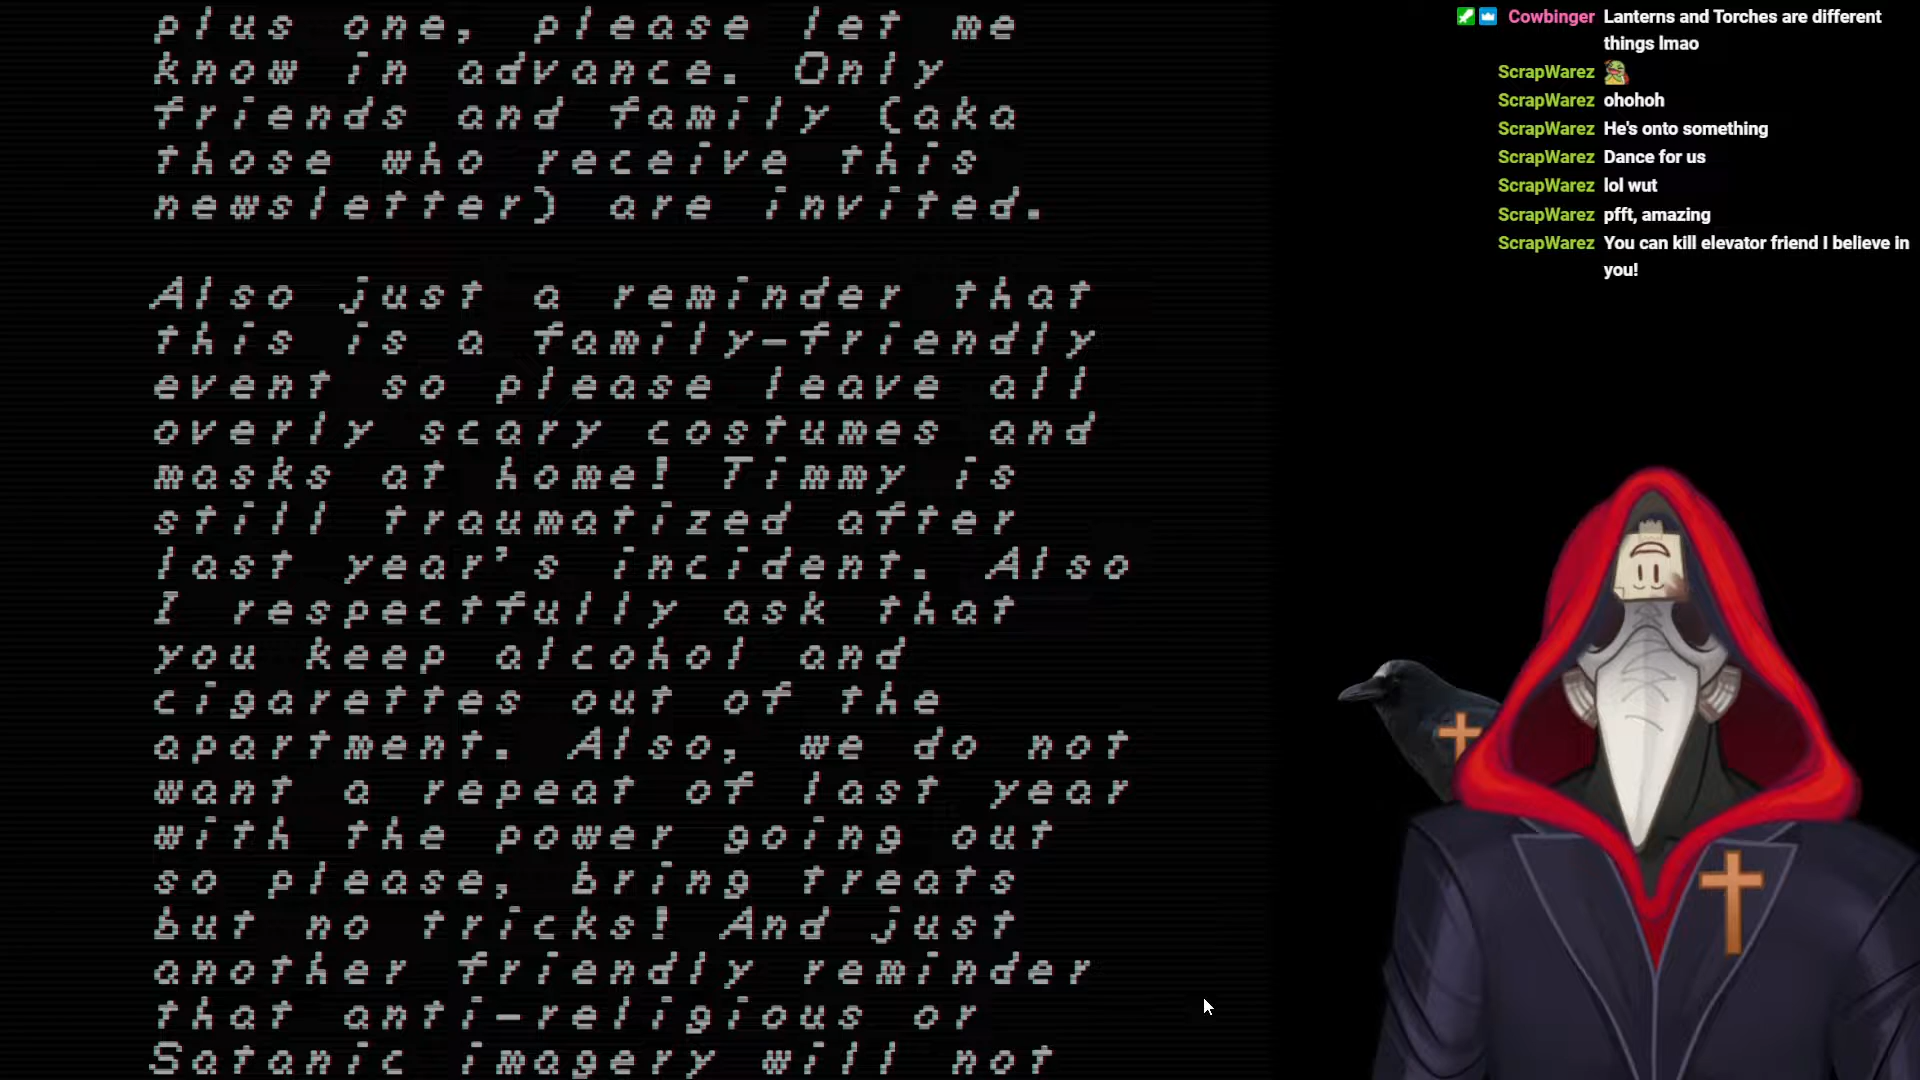 plus one, please let me
know in advance. Only
friends and family (aka
those who receive this
newsletter) are invited.
Also just a reminder that
this is a family-friendly
event so please leave all
overly scary costumes and
masks at home! Timmy is
still traumatized after
last year's incident. Also
I respectfully ask that
you keep alcohol and
cigarettes out of the
apartment. Also, we do not
want a repeat of last year
with the power going out
so please, bring treats
but no tricks! And just
another friendly reminder
that anti-religious or
Satanic imagery will not
Cowbinger Lanterns and Torches are different
things lmao
ScrapWarez
ScrapWarez ohohoh
ScrapWarez He's onto something
ScrapWarez Dance for us
ScrapWarez lol wut
ScrapWarez pfft, amazing
ScrapWarez You can kill elevator friend I believe in
you!